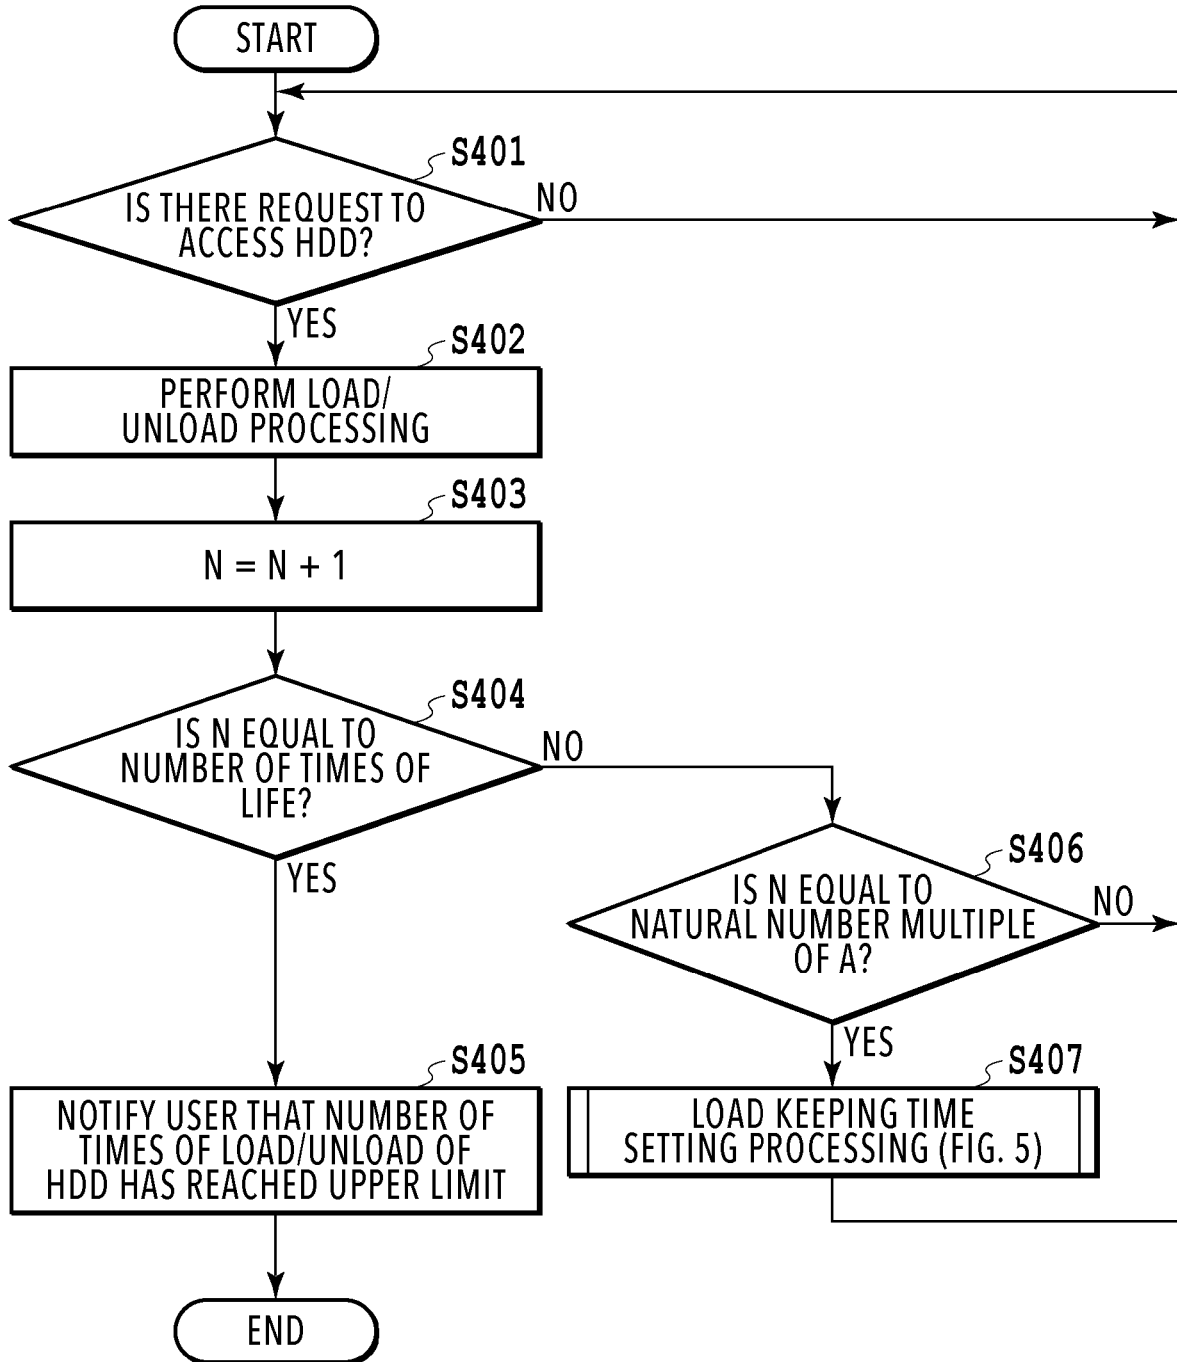 START
S401
IS THERE REQUEST TO
ACCESS HDD?
NO
YES
S402
PERFORM LOAD/
UNLOAD PROCESSING
S403
N = N + 1
S404
IS N EQUAL TO
NUMBER OF TIMES OF
LIFE?
NO
YES
S406
IS N EQUAL TO
NATURAL NUMBER MULTIPLE
OF A?
NO
YES
S405
NOTIFY USER THAT NUMBER OF
TIMES OF LOAD/UNLOAD OF
HDD HAS REACHED UPPER LIMIT
S407
LOAD KEEPING TIME
SETTING PROCESSING (FIG. 5)
END